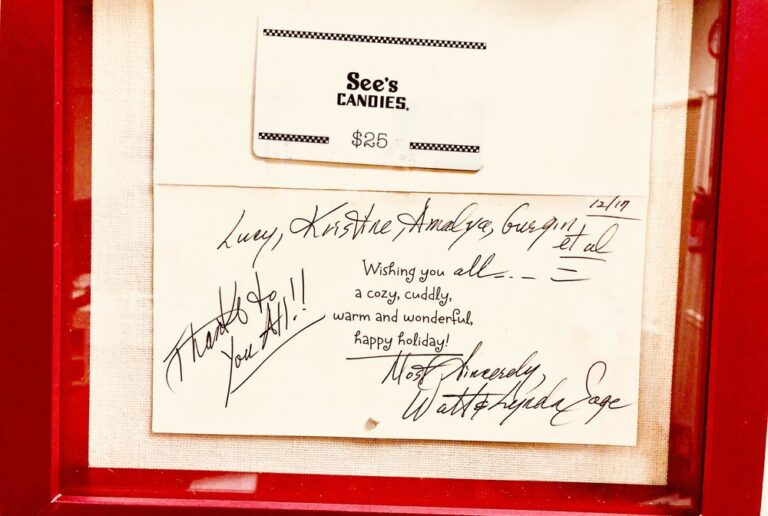 See's
CANDIES.
$25
12/17
Lucy, Kristine, Amalya, Gurgin,
et al
Wishing you all
a cozy, cuddly,
warm and wonderful,
happy holiday!
Thanks to
You All!!
Most Sincerely,
Watt & Lynda Sage